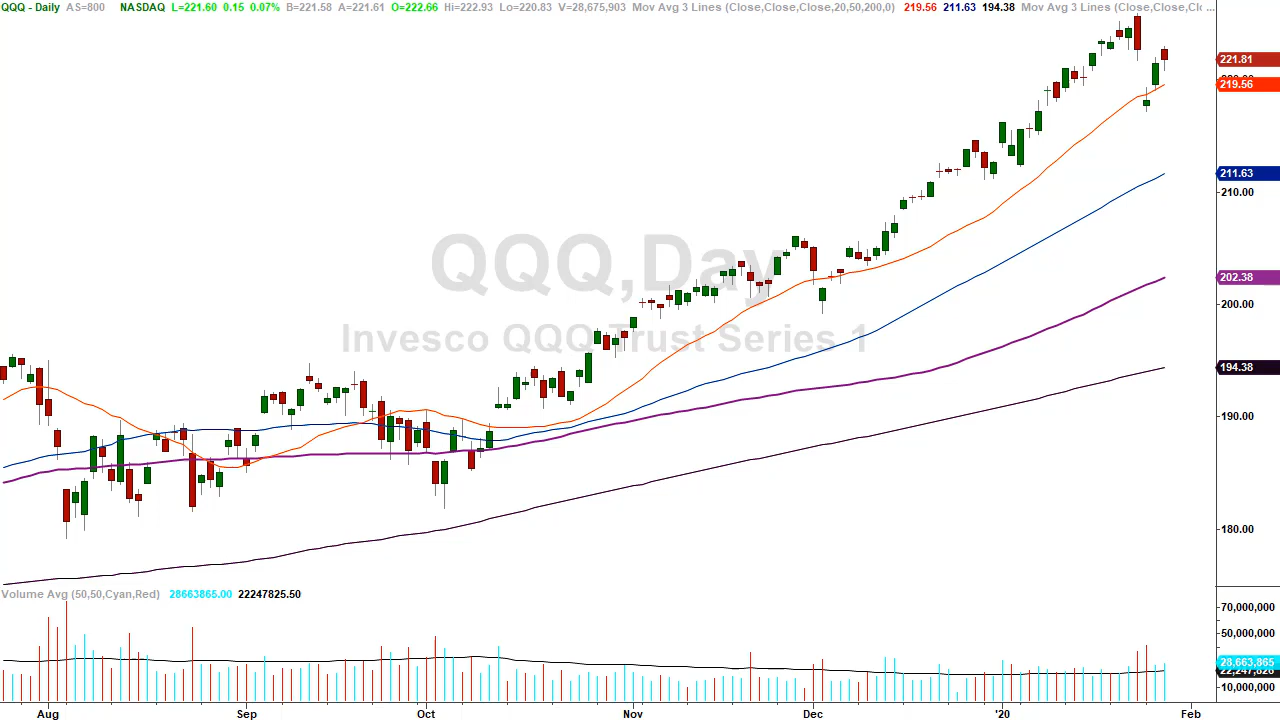 QQQ - Daily AS=800 NASDAQ L=221.60 0.15 0.07% B=221.58 A=221.61 O=222.66 Hi=222.93 Lo=220.83 V=28,675,903 Mov Avg 3 Lines (Close,Close,Close,20,50,200,0) 219.56 211.63 194.38 Mov Avg 3 Lines (Close,Close,Cl ...
221.81
219.56
211.63
210.00
QQQ,Day
202.38
200.00
Invesco QQQ Trust Series 1
194.38
190.00
180.00
Volume Avg (50,50,Cyan,Red) 28663865.00 22247825.50
70,000,000
50,000,000
28,663,865
10,000,000
Aug Sep Oct Nov Dec '20 Feb